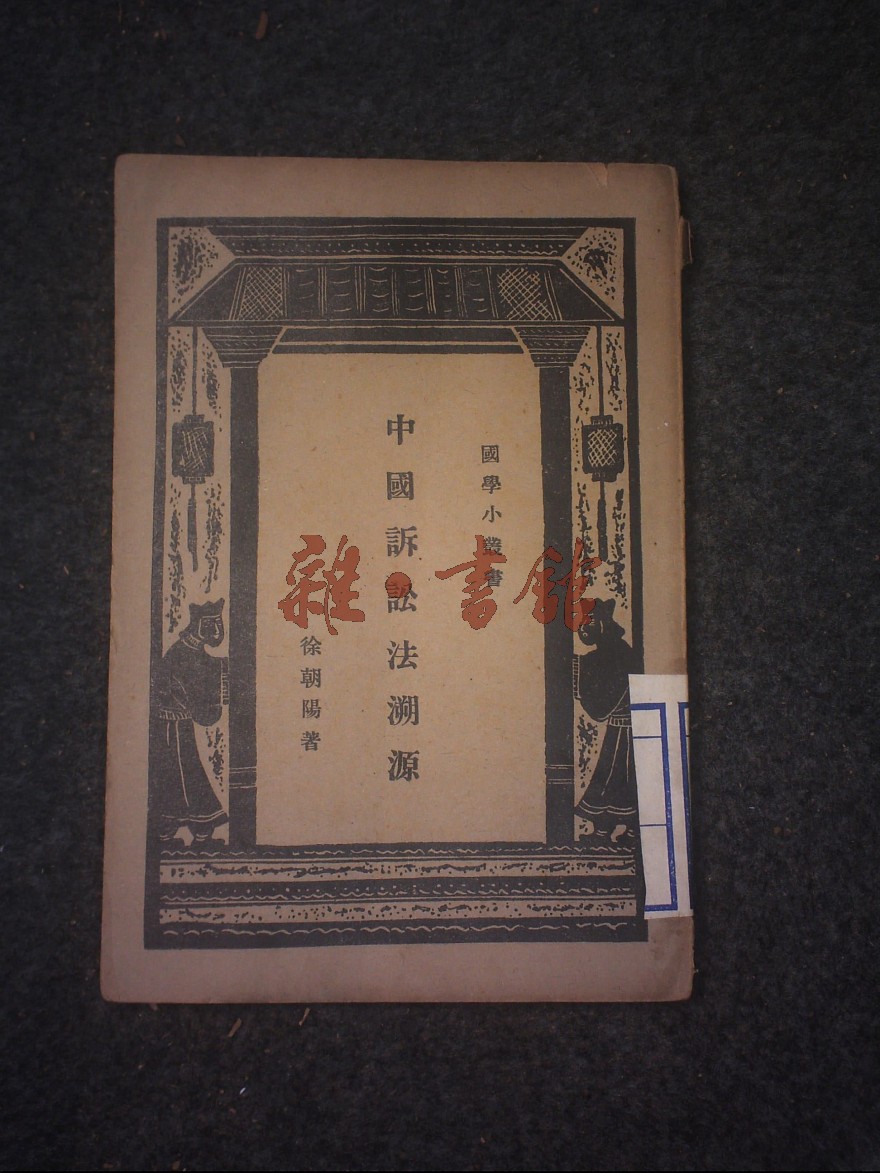 國學小叢書
中國訴訟法溯源
徐朝陽著
雜·書館